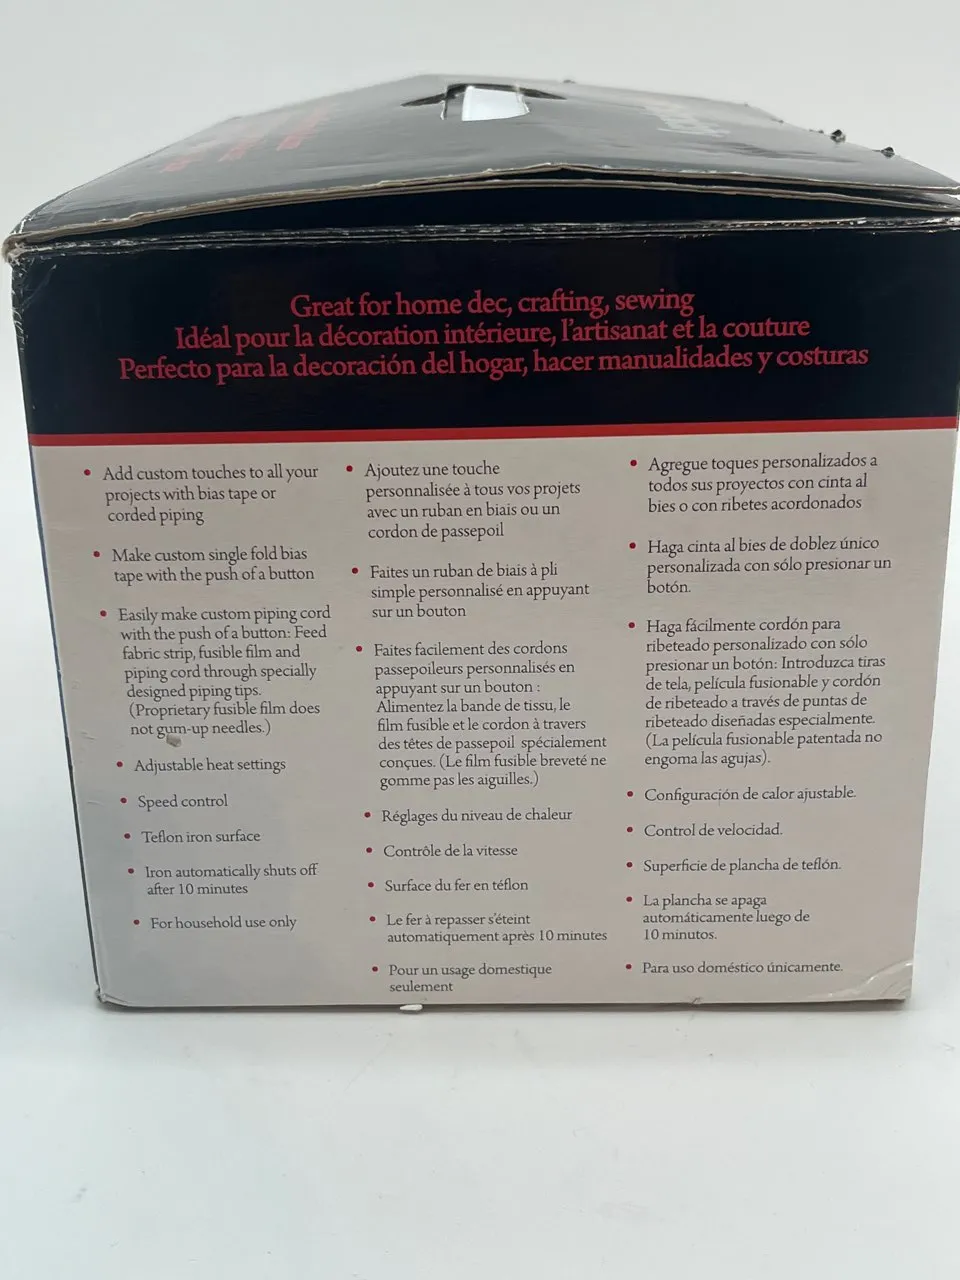 Great for home dec, crafting, sewing
Idéal pour la décoration intérieure, l'artisanat et la couture
Perfecto para la decoración del hogar, hacer manualidades y costuras
• Add custom touches to all your
projects with bias tape or
corded piping
• Make custom single fold bias
tape with the push of a button
• Easily make custom piping cord
with the push of a button: Feed
fabric strip, fusible film and
piping cord through specially
designed piping tips.
(Proprietary fusible film does
not gum-up needles.)
• Adjustable heat settings
• Speed control
• Teflon iron surface
• Iron automatically shuts off
after 10 minutes
• For household use only
• Ajoutez une touche
personnalisée à tous vos projets
avec un ruban en biais ou un
cordon de passepoil
• Faites un ruban de biais à pli
simple personnalisé en appuyant
sur un bouton
• Faites facilement des cordons
passepoileurs personnalisés en
appuyant sur un bouton :
Alimentez la bande de tissu, le
film fusible et le cordon à travers
des têtes de passepoil spécialement
conçues. (Le film fusible breveté ne
gomme pas les aiguilles.)
• Réglages du niveau de chaleur
• Contrôle de la vitesse
• Surface du fer en téflon
• Le fer à repasser s'éteint
automatiquement après 10 minutes
• Pour un usage domestique
seulement
• Agregue toques personalizados a
todos sus proyectos con cinta al
bies o con ribetes acordonados
• Haga cinta al bies de doblez único
personalizada con sólo presionar un
botón.
• Haga fácilmente cordón para
ribeteado personalizado con sólo
presionar un botón: Introduzca tiras
de tela, película fusionable y cordón
de ribeteado a través de puntas de
ribeteado diseñadas especialmente.
(La película fusionable patentada no
engoma las agujas).
• Configuración de calor ajustable.
• Control de velocidad.
• Superficie de plancha de teflón.
• La plancha se apaga
automáticamente luego de
10 minutos.
• Para uso doméstico únicamente.